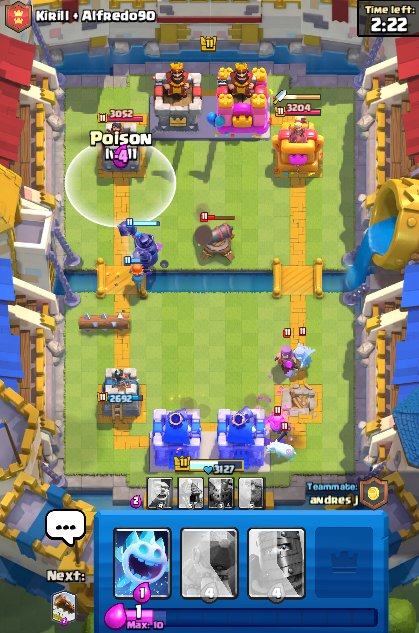 Kirill + Alfredo90
Time left:
2:22
3052
3204
Poison
4
2692
3127
Teammate:
andres j
2
...
Next:
1
4
4
1
Max: 10